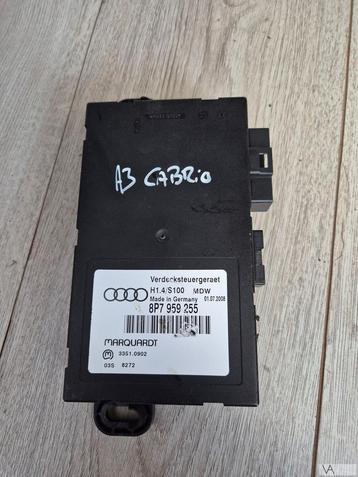 A3 CABRIO
Verdecksteuergeraet
H1.4/S100 MDW
Made in Germany 01.07.2008
8P7 959 255
MARQUARDT
M 3351.0902
03S 8272
VA